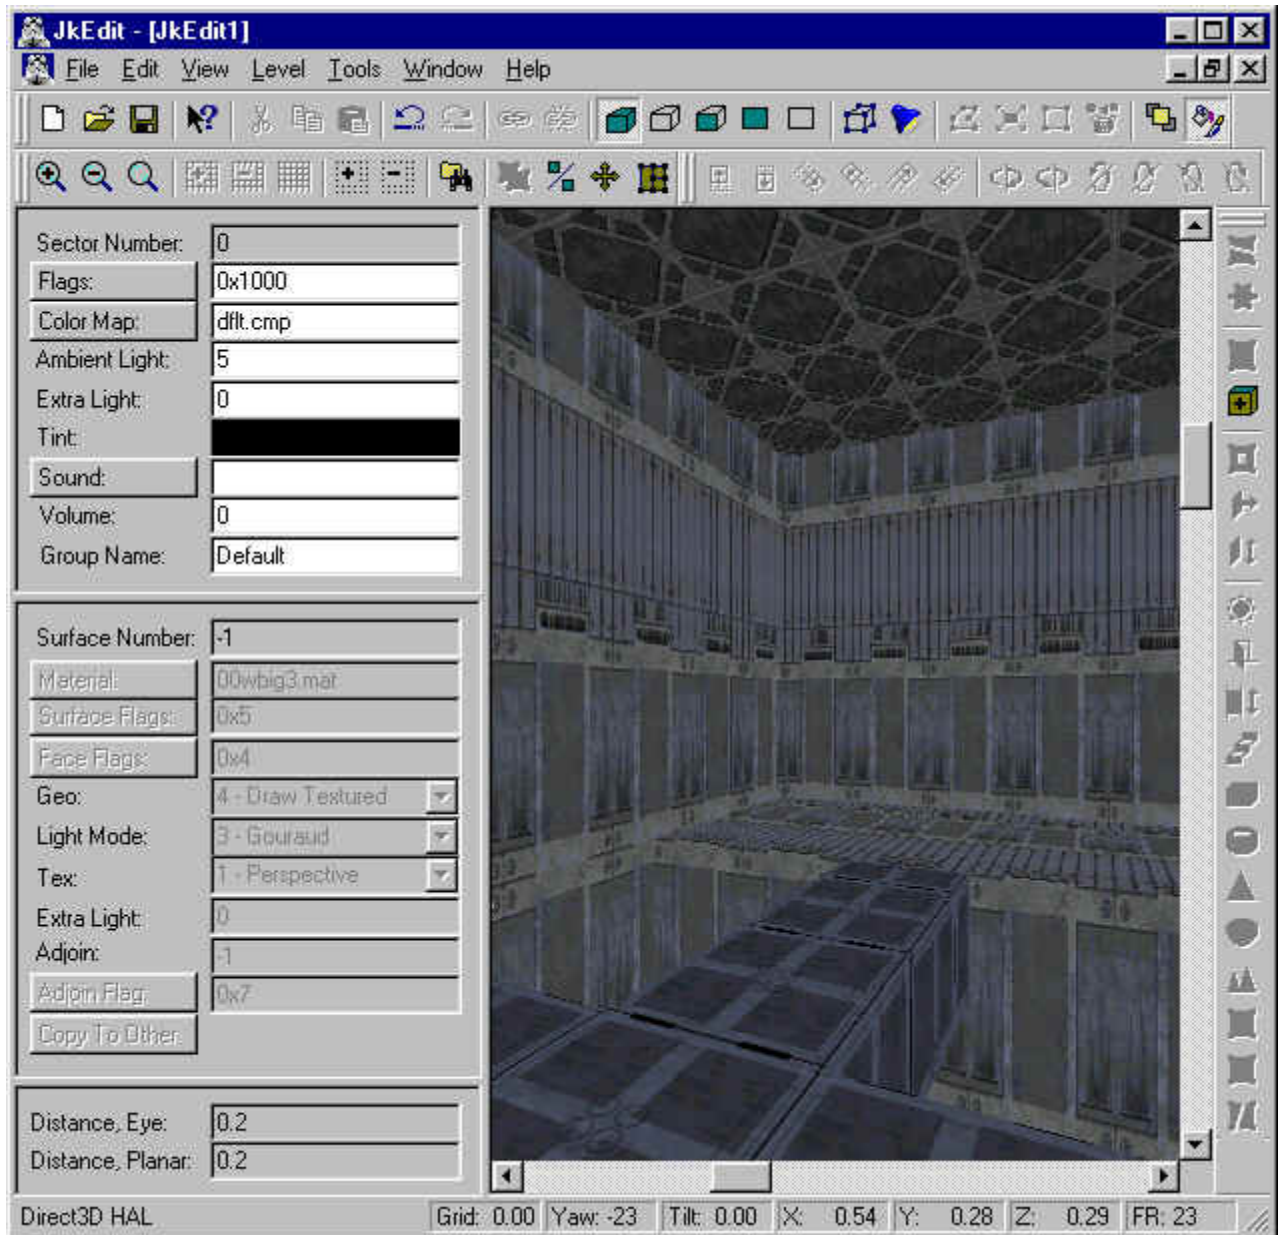 JkEdit - [JkEdit1]
File Edit View Level Tools Window Help
Sector Number: 0
Flags: 0x1000
Color Map: dflt.cmp
Ambient Light: 5
Extra Light: 0
Tint:
Sound:
Volume: 0
Group Name: Default
Surface Number: -1
Material: 00wbig3.mat
Surface Flags: 0x5
Face Flags: 0x4
Geo: 4 - Draw Textured
Light Mode: 3 - Gouraud
Tex: 1 - Perspective
Extra Light: 0
Adjoin: -1
Adjoin Flag: 0x7
Copy To Other.
Distance, Eye: 0.2
Distance, Planar: 0.2
Direct3D HAL Grid: 0.00 Yaw: -23 Tilt: 0.00 X: 0.54 Y: 0.28 Z: 0.29 FR: 23